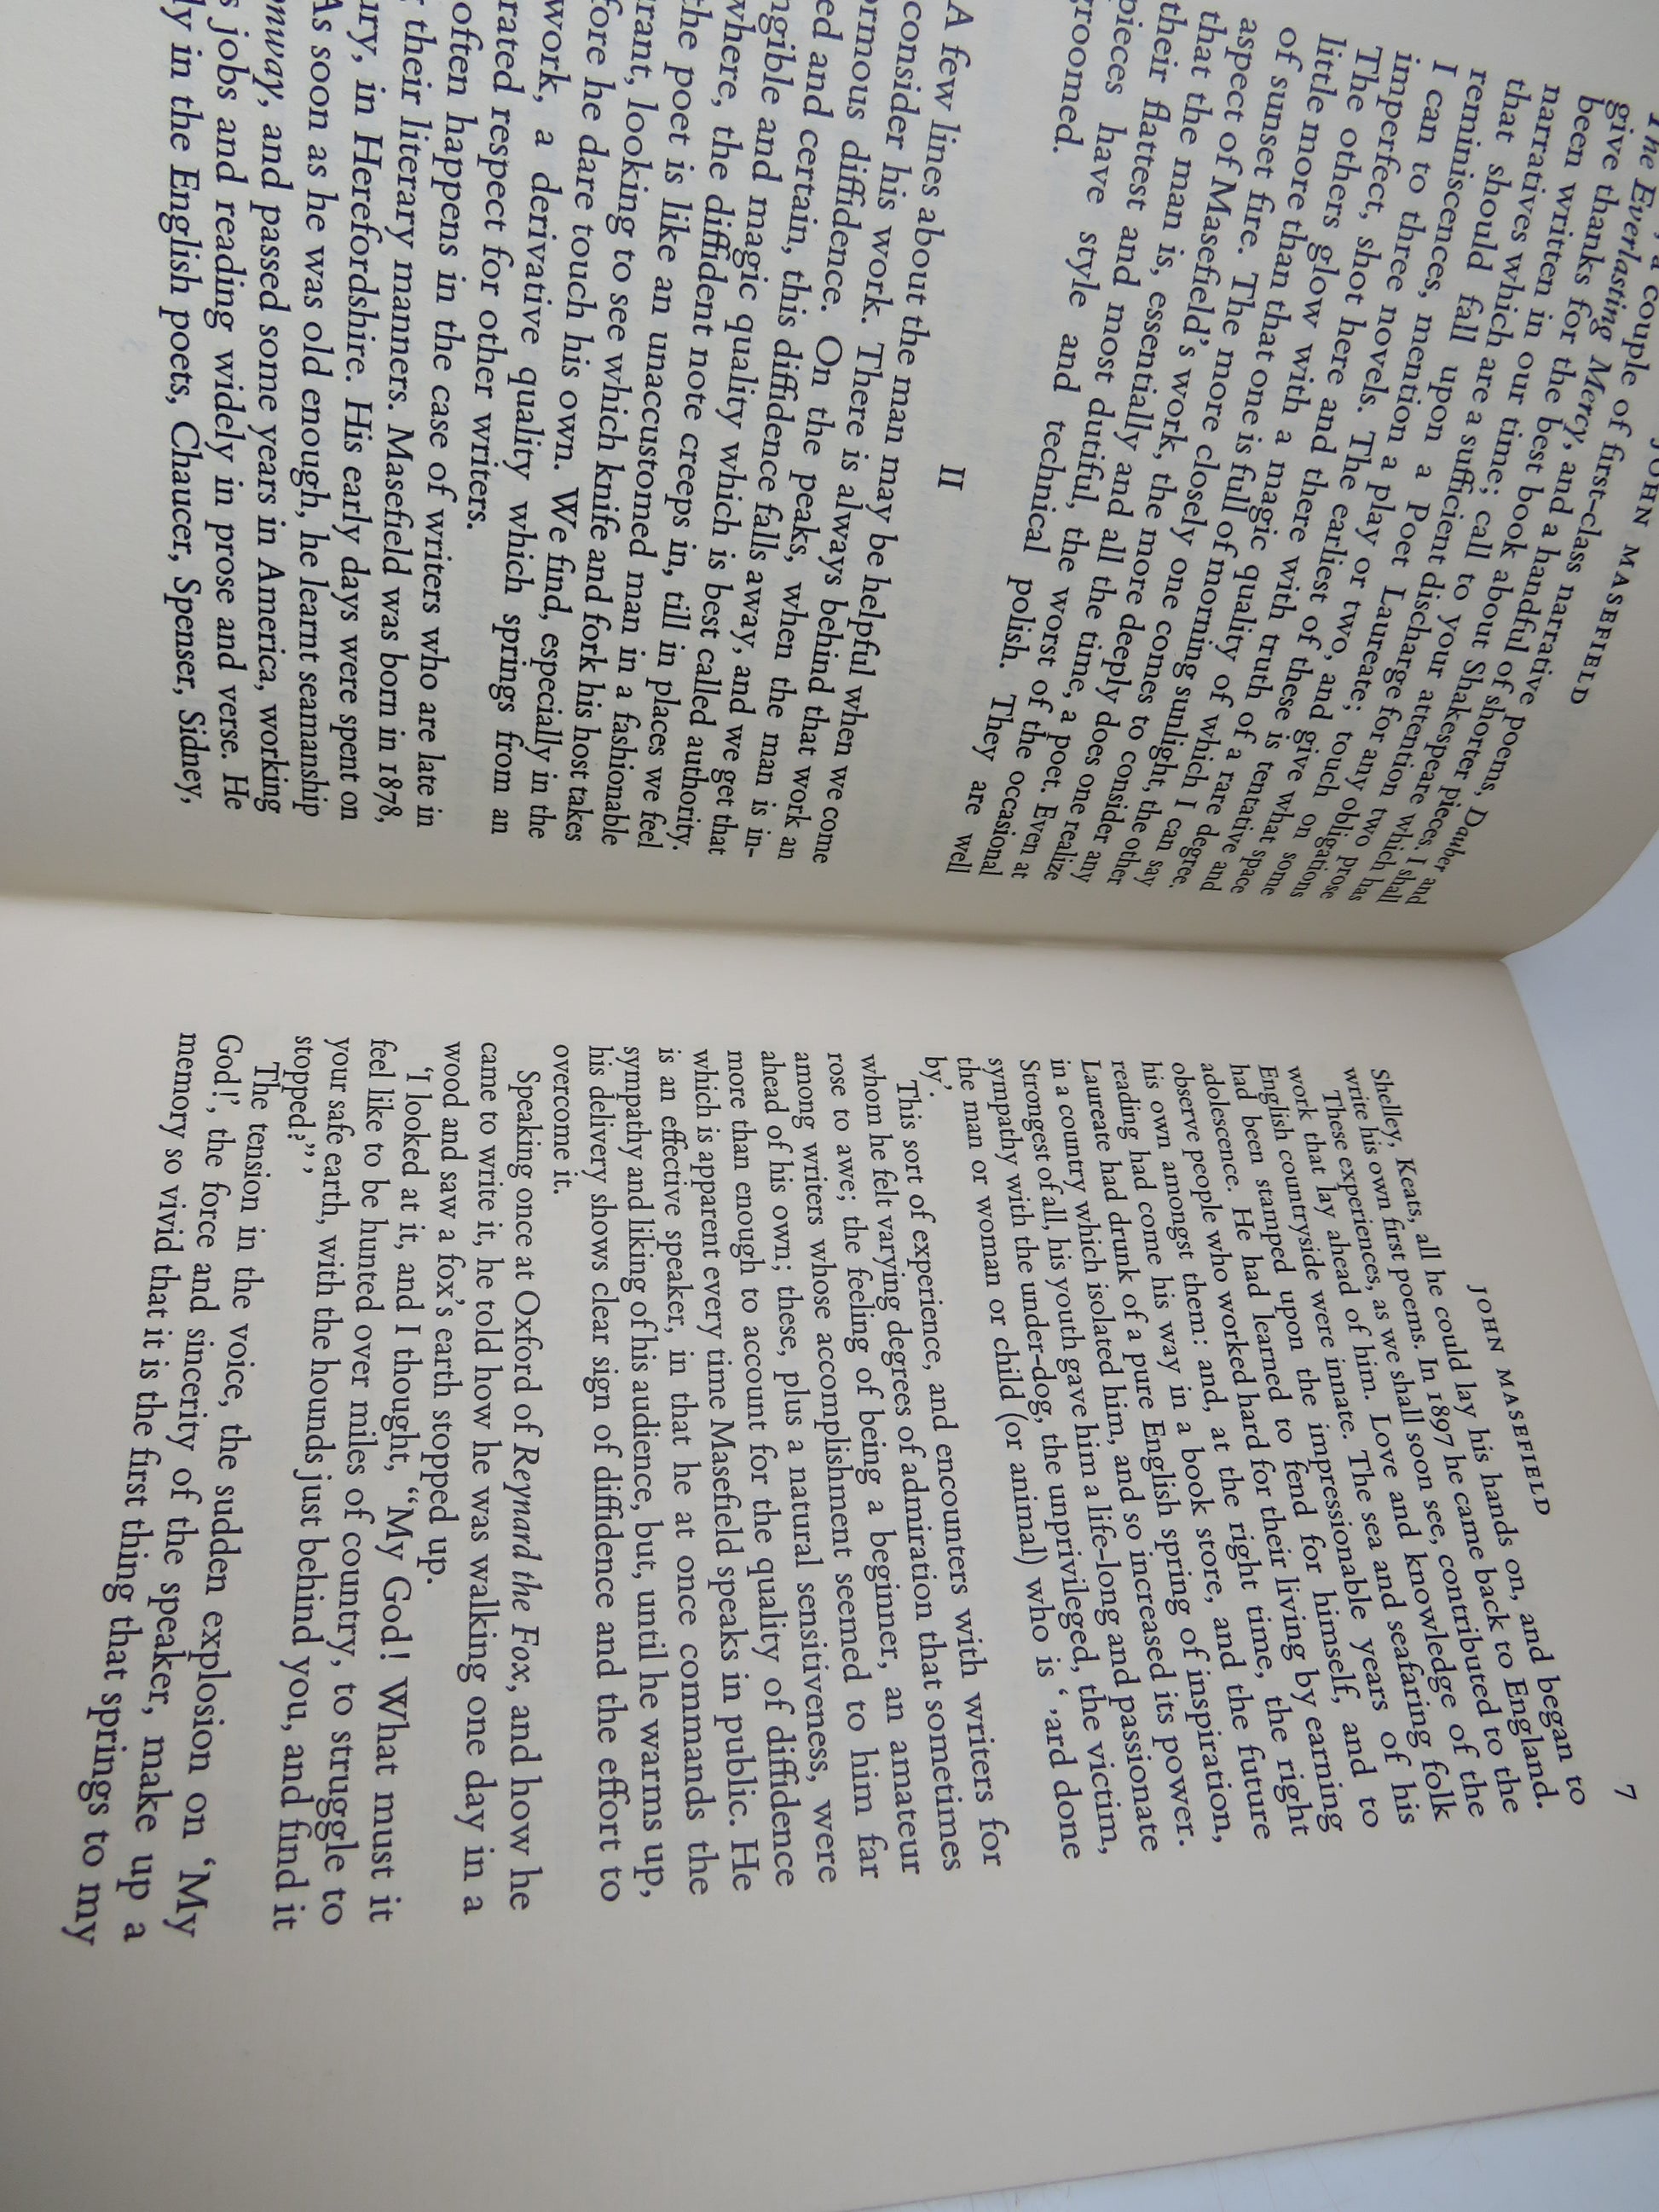 JOHN MASEFIELD
a couple of first-class narrative poems, Dauber and
The Everlasting Mercy, and a handful of shorter pieces, I shall
give thanks for the best book about Shakespeare which has
been written in our time; call to your attention two prose
narratives which are a sufficient discharge for any obligations
that should fall upon a Poet Laureate; touch on some
reminiscences, mention a play or two, and give what space
I can to three novels. The earliest of these is tentative and
imperfect, shot here and there with truth of a rare degree.
The others glow with a magic quality of which I can say
little more than that one is full of morning sunlight, the other
of sunset fire. The more closely one comes to consider any
aspect of Masefield's work, the more deeply does one realize
that the man is, essentially and all the time, a poet. Even at
their flattest and most dutiful, the worst of the occasional
pieces have style and technical polish. They are well
groomed.
II
A few lines about the man may be helpful when we come
consider his work. There is always behind that work an
ormous diffidence. On the peaks, when the man is in-
ed and certain, this diffidence falls away, and we get that
ngible and magic quality which is best called authority.
where, the diffident note creeps in, till in places we feel
the poet is like an unaccustomed man in a fashionable
rant, looking to see which knife and fork his host takes
fore he dare touch his own. We find, especially in the
work, a derivative quality which springs from an
rated respect for other writers.
often happens in the case of writers who are late in
their literary manners. Masefield was born in 1878,
ury, in Herefordshire. His early days were spent on
As soon as he was old enough, he learnt seamanship
nway, and passed some years in America, working
s jobs and reading widely in prose and verse. He
ly in the English poets, Chaucer, Spenser, Sidney,
JOHN MASEFIELD 7
Shelley, Keats, all he could lay his hands on, and began to
write his own first poems. In 1897 he came back to England.
These experiences, as we shall soon see, contributed to the
work that lay ahead of him. Love and knowledge of the
English countryside were innate. The sea and seafaring folk
had been stamped upon the impressionable years of his
adolescence. He had learned to fend for himself, and to
observe people who worked hard for their living by earning
his own amongst them: and, at the right time, the right
reading had come his way in a book store, and the future
Laureate had drunk of a pure English spring of inspiration,
in a country which isolated him, and so increased its power.
Strongest of all, his youth gave him a life-long and passionate
sympathy with the under-dog, the unprivileged, the victim,
the man or woman or child (or animal) who is ‘ ’ard done
by’.
This sort of experience, and encounters with writers for
whom he felt varying degrees of admiration that sometimes
rose to awe; the feeling of being a beginner, an amateur
among writers whose accomplishment seemed to him far
ahead of his own; these, plus a natural sensitiveness, were
more than enough to account for the quality of diffidence
which is apparent every time Masefield speaks in public. He
is an effective speaker, in that he at once commands the
sympathy and liking of his audience, but, until he warms up,
his delivery shows clear sign of diffidence and the effort to
overcome it.
Speaking once at Oxford of Reynard the Fox, and how he
came to write it, he told how he was walking one day in a
wood and saw a fox's earth stopped up.
‘I looked at it, and I thought, “My God! What must it
feel like to be hunted over miles of country, to struggle to
your safe earth, with the hounds just behind you, and find it
stopped?” ’
The tension in the voice, the sudden explosion on ‘My
God!’, the force and sincerity of the speaker, make up a
memory so vivid that it is the first thing that springs to my